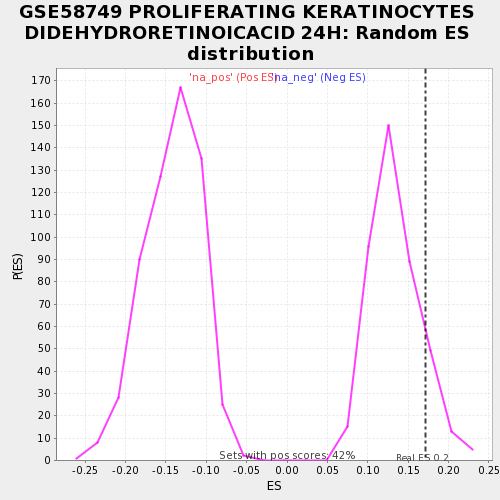 GSE58749 PROLIFERATING KERATINOCYTES
DIDEHYDRORETINOICACID 24H: Random ES
distribution
'na_pos' (Pos ES) 'na_neg' (Neg ES)
P(ES)
170
160
150
140
130
120
110
100
90
80
70
60
50
40
30
20
10
0
Sets with pos scores: 42%
Real ES 0.2
-0.25 -0.20 -0.15 -0.10 -0.05 0.00 0.05 0.10 0.15 0.20 0.25
ES